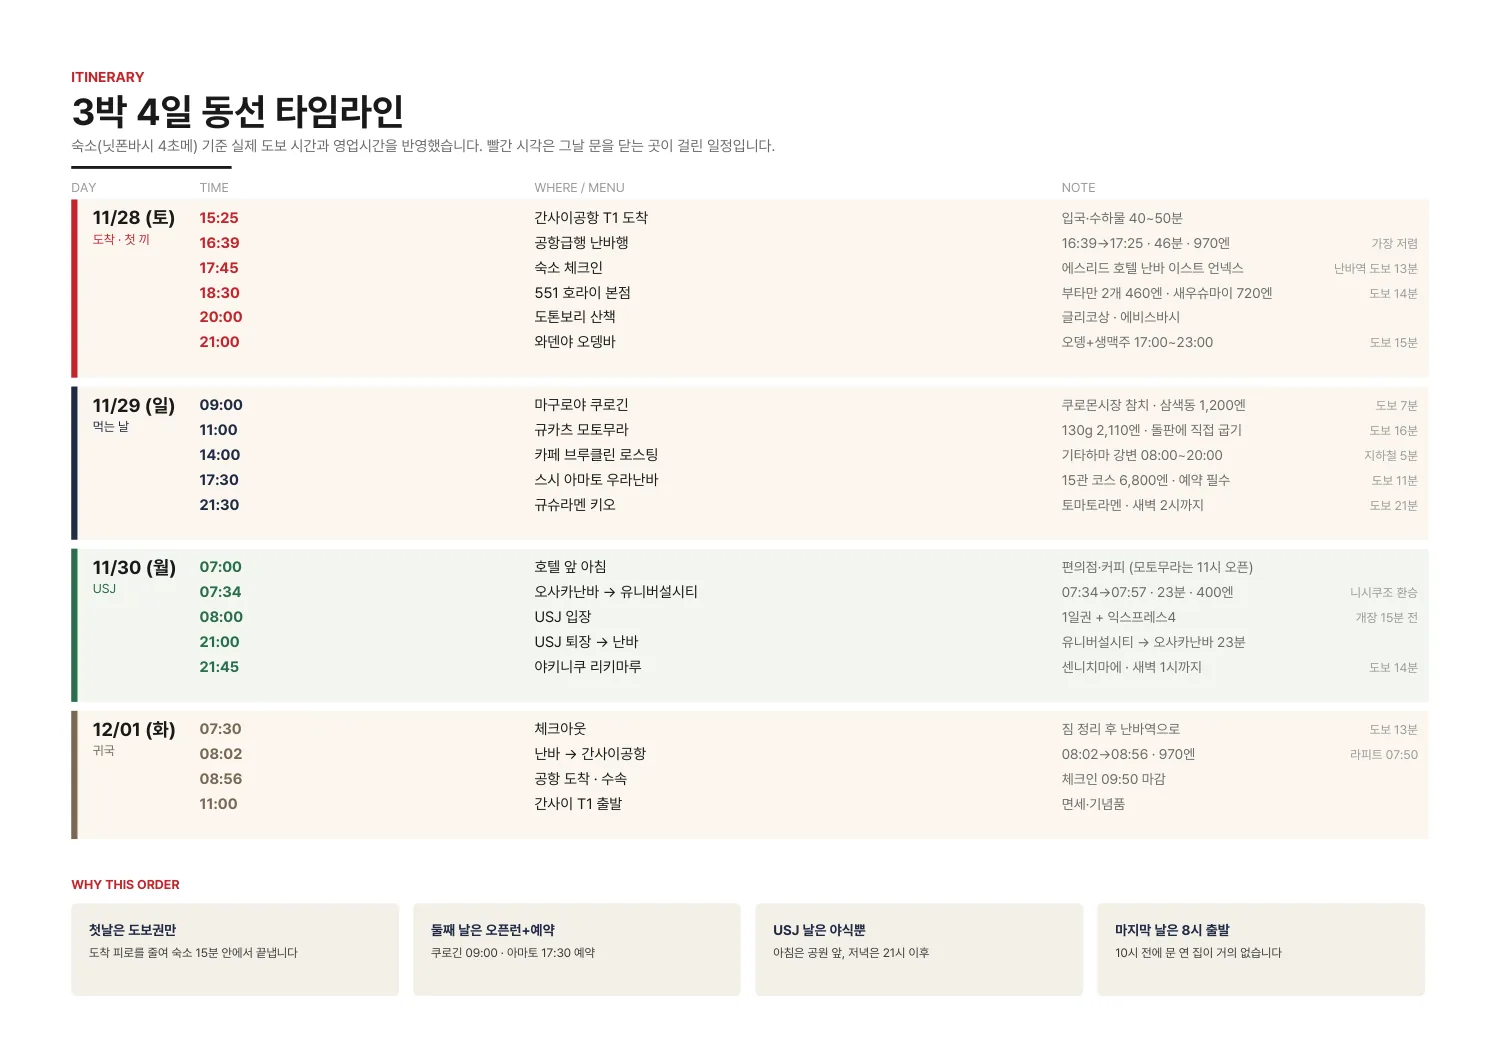 ITINERARY
3박 4일 동선 타임라인
숙소(닛폰바시 4초메) 기준 실제 도보 시간과 영업시간을 반영했습니다. 빨간 시각은 그날 문을 닫는 곳이 걸린 일정입니다.
DAY TIME WHERE / MENU NOTE
11/28 (토) 15:25 간사이공항 T1 도착 입국·수하물 40~50분
도착 · 첫 끼 16:39 공항급행 난바행 16:39→17:25 · 46분 · 970엔 가장 저렴
17:45 숙소 체크인 에스리드 호텔 난바 이스트 언넥스 난바역 도보 13분
18:30 551 호라이 본점 부타만 2개 460엔 · 새우슈마이 720엔 도보 14분
20:00 도톤보리 산책 글리코상 · 에비스바시
21:00 와덴야 오뎅바 오뎅+생맥주 17:00~23:00 도보 15분
11/29 (일) 09:00 마구로야 쿠로긴 쿠로몬시장 참치 · 삼색동 1,200엔 도보 7분
먹는 날 11:00 규카츠 모토무라 130g 2,110엔 · 돌판에 직접 굽기 도보 16분
14:00 카페 브루클린 로스팅 기타하마 강변 08:00~20:00 지하철 5분
17:30 스시 아마토 우라난바 15관 코스 6,800엔 · 예약 필수 도보 11분
21:30 규슈라멘 키오 토마토라멘 · 새벽 2시까지 도보 21분
11/30 (월) 07:00 호텔 앞 아침 편의점·커피 (모토무라는 11시 오픈)
USJ 07:34 오사카난바 → 유니버설시티 07:34→07:57 · 23분 · 400엔 니시쿠조 환승
08:00 USJ 입장 1일권 + 익스프레스4 개장 15분 전
21:00 USJ 퇴장 → 난바 유니버설시티 → 오사카난바 23분
21:45 야키니쿠 리키마루 센니치마에 · 새벽 1시까지 도보 14분
12/01 (화) 07:30 체크아웃 짐 정리 후 난바역으로 도보 13분
귀국 08:02 난바 → 간사이공항 08:02→08:56 · 970엔 라피트 07:50
08:56 공항 도착 · 수속 체크인 09:50 마감
11:00 간사이 T1 출발 면세·기념품
WHY THIS ORDER
첫날은 도보권만
도착 피로를 줄여 숙소 15분 안에서 끝냅니다
둘째 날은 오픈런+예약
쿠로긴 09:00 · 아마토 17:30 예약
USJ 날은 야식뿐
아침은 공원 앞, 저녁은 21시 이후
마지막 날은 8시 출발
10시 전에 문 연 집이 거의 없습니다